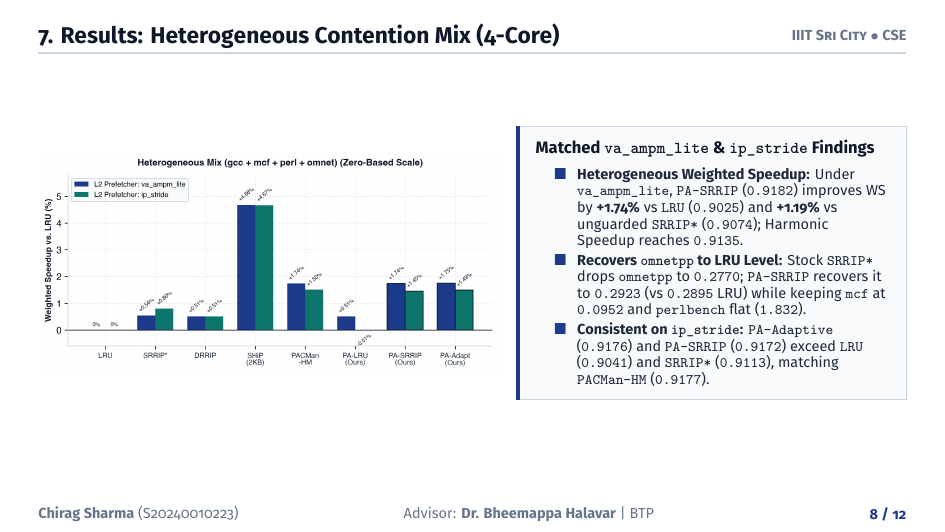 7. Results: Heterogeneous Contention Mix (4-Core)
IIIT Sri City • CSE
Heterogeneous Mix (gcc + mcf + perl + omnet) (Zero-Based Scale)
L2 Prefetcher: va_ampm_lite
L2 Prefetcher: ip_stride
Weighted Speedup vs. LRU (%)
5
4
3
2
1
0
0% 0%
+0.54% +0.80%
+0.51% +0.51%
+4.68% +4.67%
+1.74% +1.50%
+0.51% -0.01%
+1.74% +1.45%
+1.75% +1.49%
LRU
SRRIP*
DRRIP
SHiP
(2KB)
PACMan
-HM
PA-LRU
(Ours)
PA-SRRIP
(Ours)
PA-Adapt
(Ours)
Matched va_ampm_lite & ip_stride Findings
Heterogeneous Weighted Speedup: Under
va_ampm_lite, PA-SRRIP (0.9182) improves WS
by +1.74% vs LRU (0.9025) and +1.19% vs
unguarded SRRIP* (0.9074); Harmonic
Speedup reaches 0.9135.
Recovers omnetpp to LRU Level: Stock SRRIP*
drops omnetpp to 0.2770; PA-SRRIP recovers it
to 0.2923 (vs 0.2895 LRU) while keeping mcf at
0.0952 and perlbench flat (1.832).
Consistent on ip_stride: PA-Adaptive
(0.9176) and PA-SRRIP (0.9172) exceed LRU
(0.9041) and SRRIP* (0.9113), matching
PACMan-HM (0.9177).
Chirag Sharma (S20240010223)
Advisor: Dr. Bheemappa Halavar | BTP
8 / 12